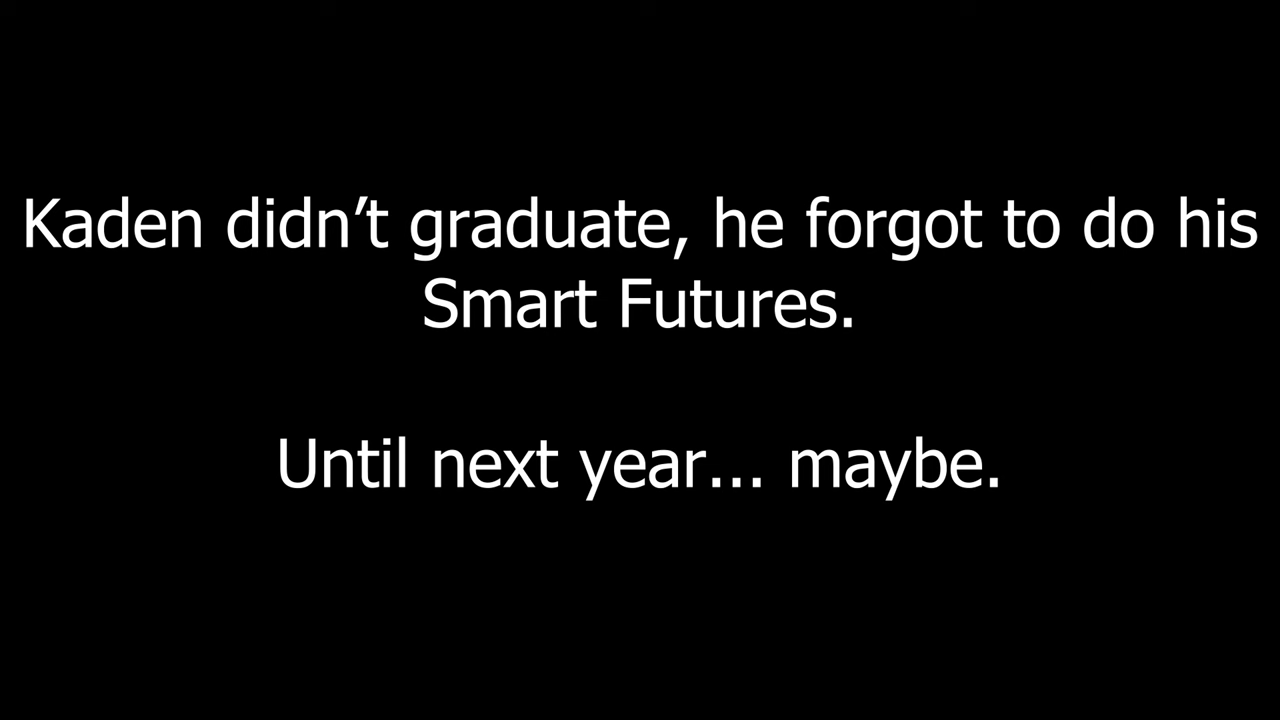 Kaden didn’t graduate, he forgot to do his
Smart Futures.
Until next year... maybe.